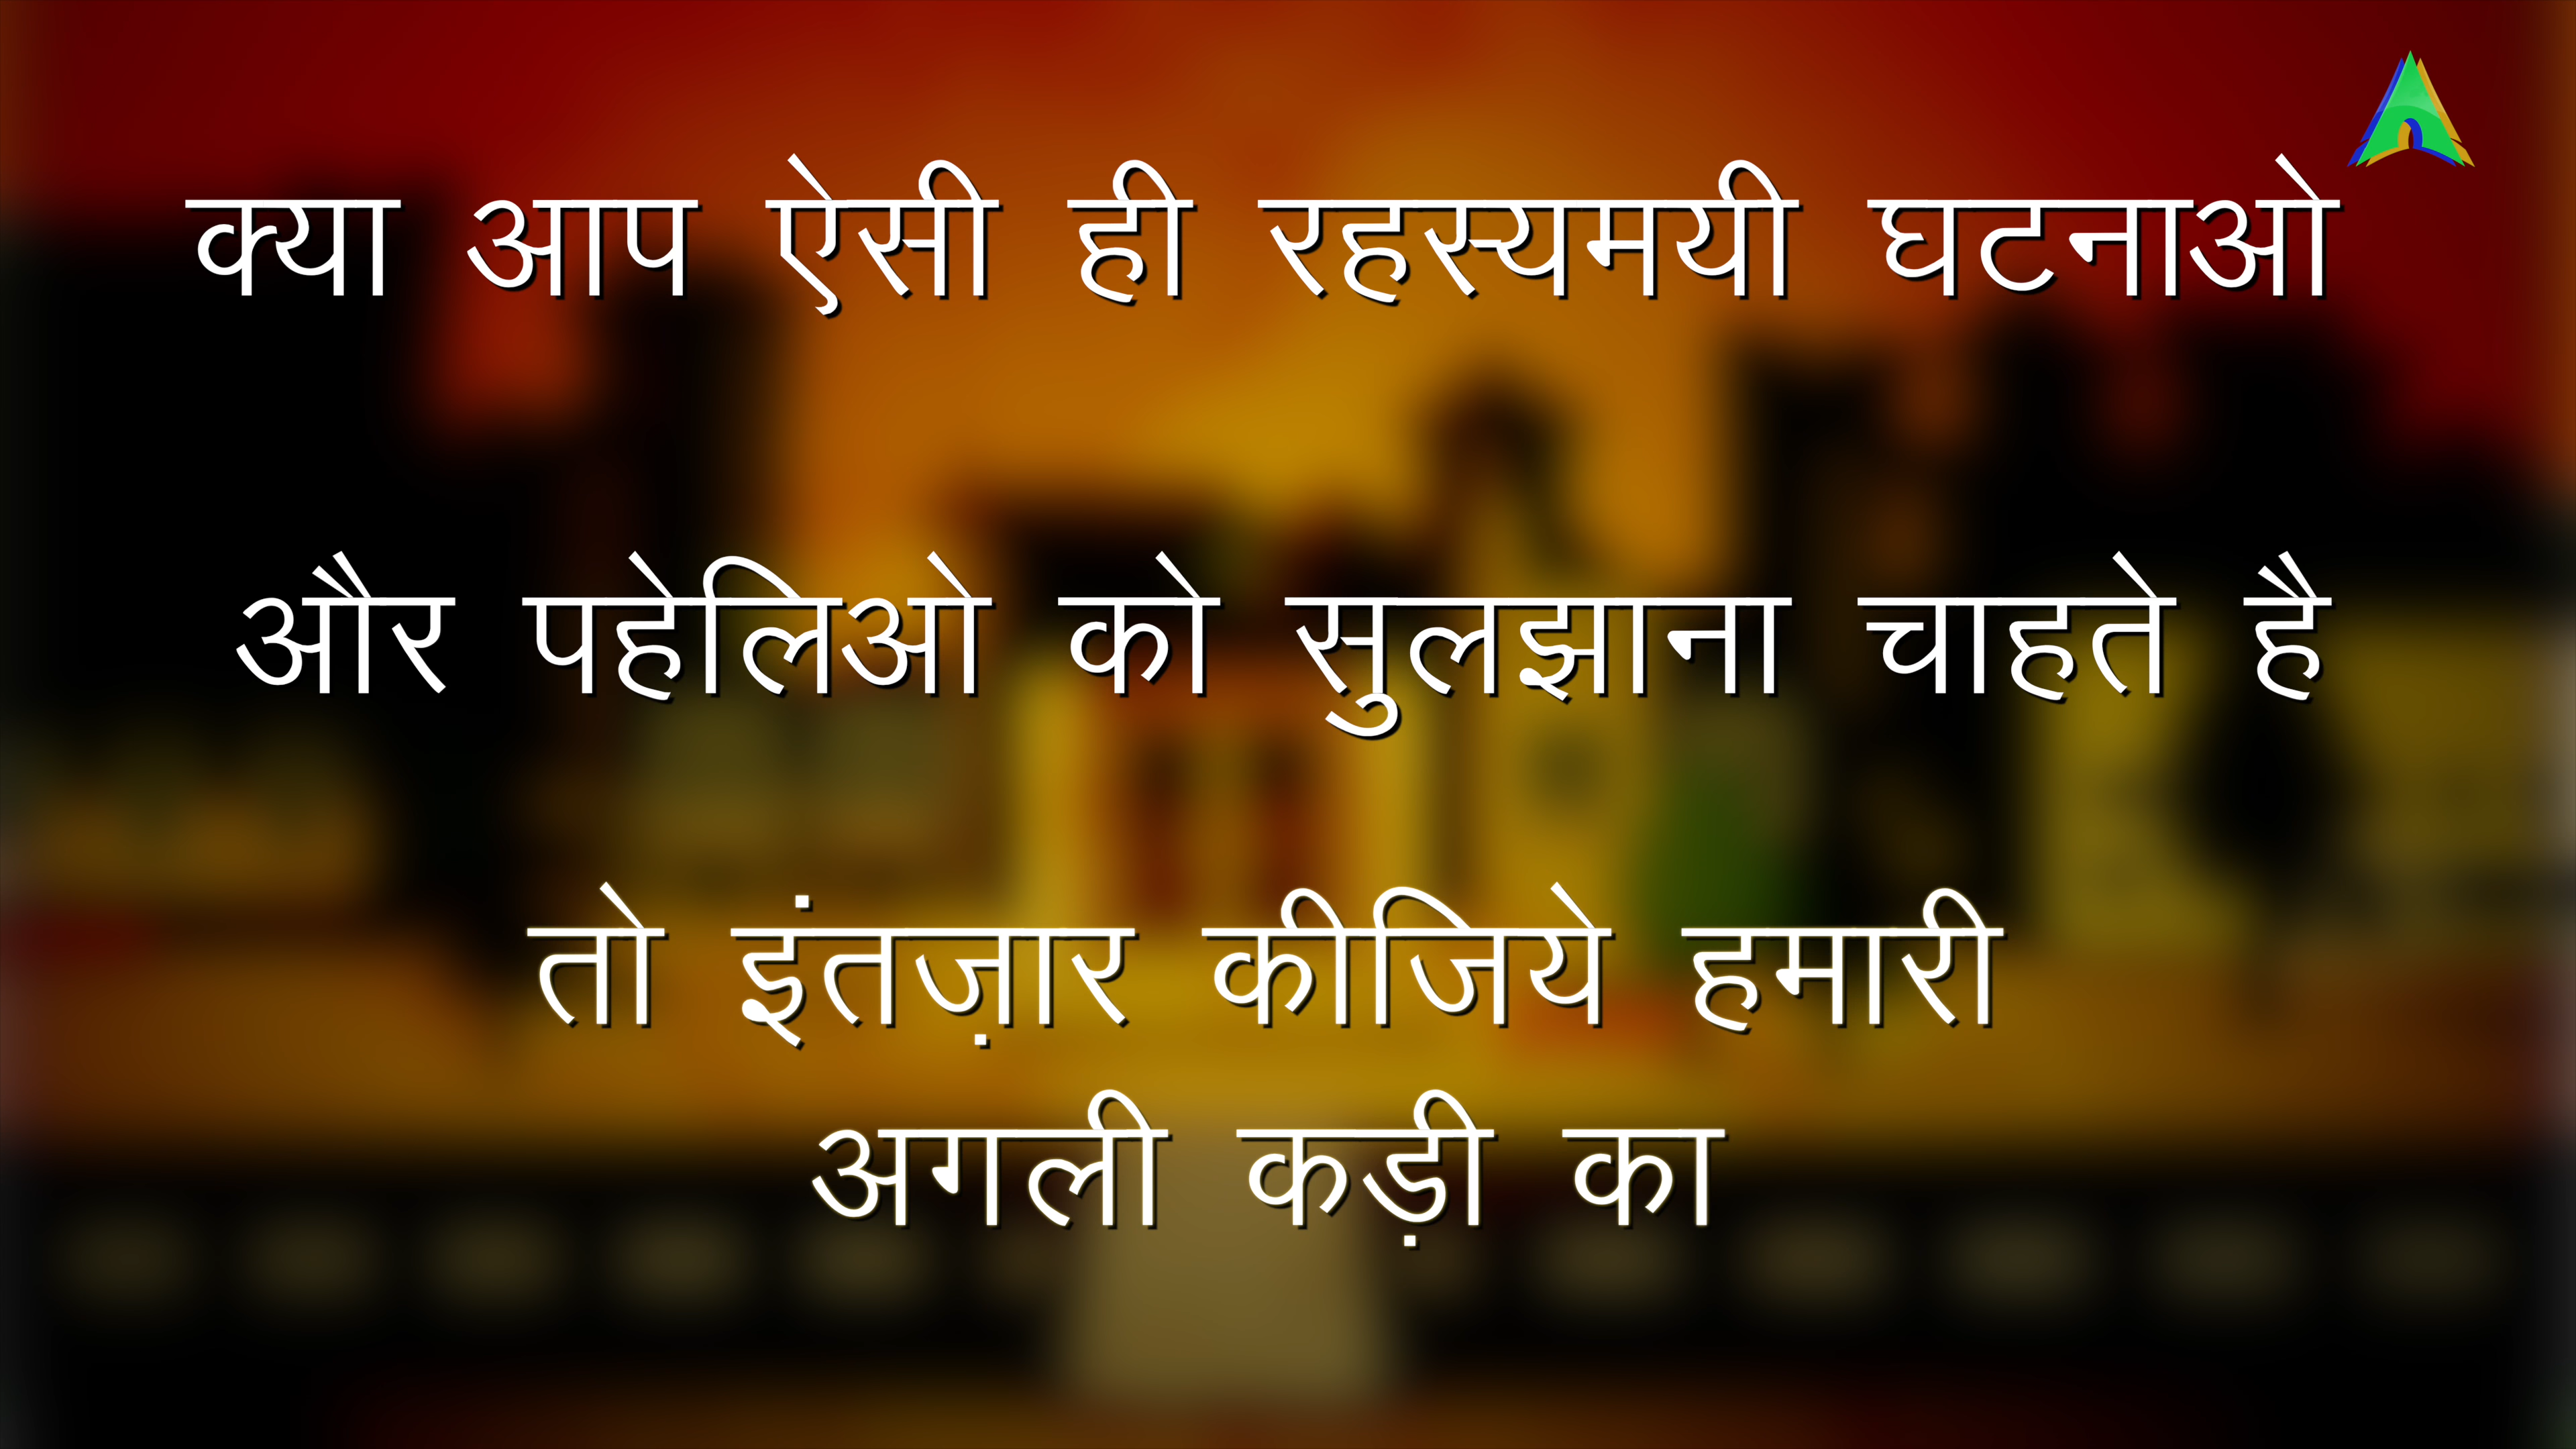 क्या आप ऐसी ही रहस्यमयी घटनाओ
और पहेलिओ को सुलझाना चाहते है
तो इंतज़ार कीजिये हमारी
अगली कड़ी का